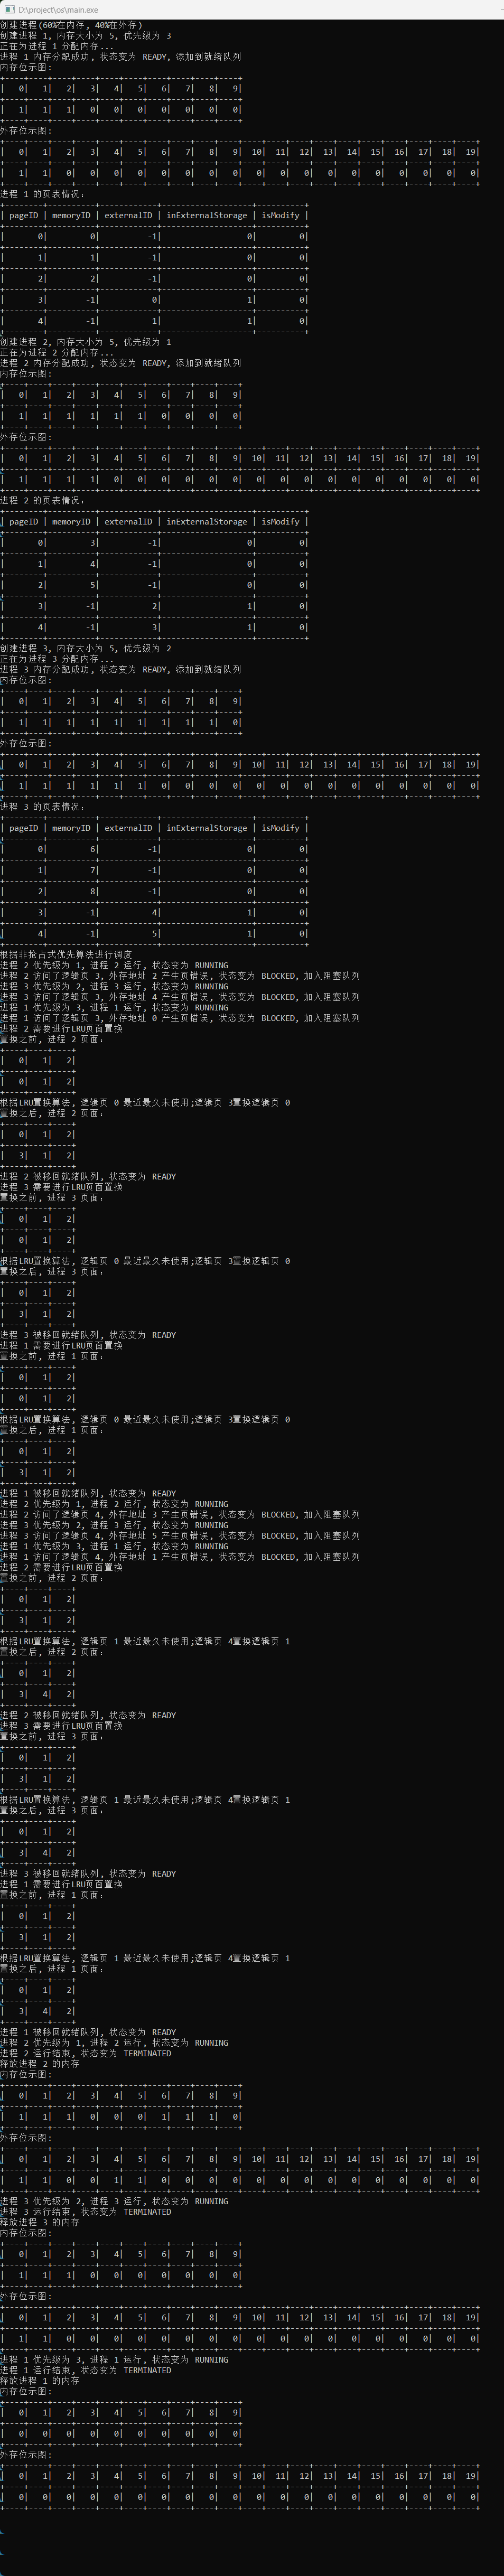 D:\project\os\main.exe
创建进程(60%在内存, 40%在外存)
创建进程 1, 内存大小为 5, 优先级为 3
正在为进程 1 分配内存...
进程 1 内存分配成功, 状态变为 READY, 添加到就绪队列
内存位示图:
+----+----+----+----+----+----+----+----+----+----+
|   0|   1|   2|   3|   4|   5|   6|   7|   8|   9|
+----+----+----+----+----+----+----+----+----+----+
|   1|   1|   1|   0|   0|   0|   0|   0|   0|   0|
+----+----+----+----+----+----+----+----+----+----+
外存位示图:
+----+----+----+----+----+----+----+----+----+----+----+----+----+----+----+----+----+----+----+----+
|   0|   1|   2|   3|   4|   5|   6|   7|   8|   9|  10|  11|  12|  13|  14|  15|  16|  17|  18|  19|
+----+----+----+----+----+----+----+----+----+----+----+----+----+----+----+----+----+----+----+----+
|   1|   1|   0|   0|   0|   0|   0|   0|   0|   0|   0|   0|   0|   0|   0|   0|   0|   0|   0|   0|
+----+----+----+----+----+----+----+----+----+----+----+----+----+----+----+----+----+----+----+----+
进程 1 的页表情况:
+--------+----------+------------+-------------------+----------+
| pageID | memoryID | externalID | inExternalStorage | isModify |
+--------+----------+------------+-------------------+----------+
|       0|         0|          -1|                  0|         0|
+--------+----------+------------+-------------------+----------+
|       1|         1|          -1|                  0|         0|
+--------+----------+------------+-------------------+----------+
|       2|         2|          -1|                  0|         0|
+--------+----------+------------+-------------------+----------+
|       3|        -1|           0|                  1|         0|
+--------+----------+------------+-------------------+----------+
|       4|        -1|           1|                  1|         0|
+--------+----------+------------+-------------------+----------+
创建进程 2, 内存大小为 5, 优先级为 1
正在为进程 2 分配内存...
进程 2 内存分配成功, 状态变为 READY, 添加到就绪队列
内存位示图:
+----+----+----+----+----+----+----+----+----+----+
|   0|   1|   2|   3|   4|   5|   6|   7|   8|   9|
+----+----+----+----+----+----+----+----+----+----+
|   1|   1|   1|   1|   1|   1|   0|   0|   0|   0|
+----+----+----+----+----+----+----+----+----+----+
外存位示图:
+----+----+----+----+----+----+----+----+----+----+----+----+----+----+----+----+----+----+----+----+
|   0|   1|   2|   3|   4|   5|   6|   7|   8|   9|  10|  11|  12|  13|  14|  15|  16|  17|  18|  19|
+----+----+----+----+----+----+----+----+----+----+----+----+----+----+----+----+----+----+----+----+
|   1|   1|   1|   1|   0|   0|   0|   0|   0|   0|   0|   0|   0|   0|   0|   0|   0|   0|   0|   0|
+----+----+----+----+----+----+----+----+----+----+----+----+----+----+----+----+----+----+----+----+
进程 2 的页表情况:
+--------+----------+------------+-------------------+----------+
| pageID | memoryID | externalID | inExternalStorage | isModify |
+--------+----------+------------+-------------------+----------+
|       0|         3|          -1|                  0|         0|
+--------+----------+------------+-------------------+----------+
|       1|         4|          -1|                  0|         0|
+--------+----------+------------+-------------------+----------+
|       2|         5|          -1|                  0|         0|
+--------+----------+------------+-------------------+----------+
|       3|        -1|           2|                  1|         0|
+--------+----------+------------+-------------------+----------+
|       4|        -1|           3|                  1|         0|
+--------+----------+------------+-------------------+----------+
创建进程 3, 内存大小为 5, 优先级为 2
正在为进程 3 分配内存...
进程 3 内存分配成功, 状态变为 READY, 添加到就绪队列
内存位示图:
+----+----+----+----+----+----+----+----+----+----+
|   0|   1|   2|   3|   4|   5|   6|   7|   8|   9|
+----+----+----+----+----+----+----+----+----+----+
|   1|   1|   1|   1|   1|   1|   1|   1|   1|   0|
+----+----+----+----+----+----+----+----+----+----+
外存位示图:
+----+----+----+----+----+----+----+----+----+----+----+----+----+----+----+----+----+----+----+----+
|   0|   1|   2|   3|   4|   5|   6|   7|   8|   9|  10|  11|  12|  13|  14|  15|  16|  17|  18|  19|
+----+----+----+----+----+----+----+----+----+----+----+----+----+----+----+----+----+----+----+----+
|   1|   1|   1|   1|   1|   1|   0|   0|   0|   0|   0|   0|   0|   0|   0|   0|   0|   0|   0|   0|
+----+----+----+----+----+----+----+----+----+----+----+----+----+----+----+----+----+----+----+----+
进程 3 的页表情况:
+--------+----------+------------+-------------------+----------+
| pageID | memoryID | externalID | inExternalStorage | isModify |
+--------+----------+------------+-------------------+----------+
|       0|         6|          -1|                  0|         0|
+--------+----------+------------+-------------------+----------+
|       1|         7|          -1|                  0|         0|
+--------+----------+------------+-------------------+----------+
|       2|         8|          -1|                  0|         0|
+--------+----------+------------+-------------------+----------+
|       3|        -1|           4|                  1|         0|
+--------+----------+------------+-------------------+----------+
|       4|        -1|           5|                  1|         0|
+--------+----------+------------+-------------------+----------+
根据非抢占式优先算法进行调度
进程 2 优先级为 1, 进程 2 运行, 状态变为 RUNNING
进程 2 访问了逻辑页 3, 外存地址 2 产生页错误, 状态变为 BLOCKED, 加入阻塞队列
进程 3 优先级为 2, 进程 3 运行, 状态变为 RUNNING
进程 3 访问了逻辑页 3, 外存地址 4 产生页错误, 状态变为 BLOCKED, 加入阻塞队列
进程 1 优先级为 3, 进程 1 运行, 状态变为 RUNNING
进程 1 访问了逻辑页 3, 外存地址 0 产生页错误, 状态变为 BLOCKED, 加入阻塞队列
进程 2 需要进行LRU页面置换
置换之前, 进程 2 页面:
+----+----+----+
|   0|   1|   2|
+----+----+----+
|   0|   1|   2|
+----+----+----+
根据LRU置换算法, 逻辑页 0 最近最久未使用;逻辑页 3置换逻辑页 0
置换之后, 进程 2 页面:
+----+----+----+
|   0|   1|   2|
+----+----+----+
|   3|   1|   2|
+----+----+----+
进程 2 被移回就绪队列, 状态变为 READY
进程 3 需要进行LRU页面置换
置换之前, 进程 3 页面:
+----+----+----+
|   0|   1|   2|
+----+----+----+
|   0|   1|   2|
+----+----+----+
根据LRU置换算法, 逻辑页 0 最近最久未使用;逻辑页 3置换逻辑页 0
置换之后, 进程 3 页面:
+----+----+----+
|   0|   1|   2|
+----+----+----+
|   3|   1|   2|
+----+----+----+
进程 3 被移回就绪队列, 状态变为 READY
进程 1 需要进行LRU页面置换
置换之前, 进程 1 页面:
+----+----+----+
|   0|   1|   2|
+----+----+----+
|   0|   1|   2|
+----+----+----+
根据LRU置换算法, 逻辑页 0 最近最久未使用;逻辑页 3置换逻辑页 0
置换之后, 进程 1 页面:
+----+----+----+
|   0|   1|   2|
+----+----+----+
|   3|   1|   2|
+----+----+----+
进程 1 被移回就绪队列, 状态变为 READY
进程 2 优先级为 1, 进程 2 运行, 状态变为 RUNNING
进程 2 访问了逻辑页 4, 外存地址 3 产生页错误, 状态变为 BLOCKED, 加入阻塞队列
进程 3 优先级为 2, 进程 3 运行, 状态变为 RUNNING
进程 3 访问了逻辑页 4, 外存地址 5 产生页错误, 状态变为 BLOCKED, 加入阻塞队列
进程 1 优先级为 3, 进程 1 运行, 状态变为 RUNNING
进程 1 访问了逻辑页 4, 外存地址 1 产生页错误, 状态变为 BLOCKED, 加入阻塞队列
进程 2 需要进行LRU页面置换
置换之前, 进程 2 页面:
+----+----+----+
|   0|   1|   2|
+----+----+----+
|   3|   1|   2|
+----+----+----+
根据LRU置换算法, 逻辑页 1 最近最久未使用;逻辑页 4置换逻辑页 1
置换之后, 进程 2 页面:
+----+----+----+
|   0|   1|   2|
+----+----+----+
|   3|   4|   2|
+----+----+----+
进程 2 被移回就绪队列, 状态变为 READY
进程 3 需要进行LRU页面置换
置换之前, 进程 3 页面:
+----+----+----+
|   0|   1|   2|
+----+----+----+
|   3|   1|   2|
+----+----+----+
根据LRU置换算法, 逻辑页 1 最近最久未使用;逻辑页 4置换逻辑页 1
置换之后, 进程 3 页面:
+----+----+----+
|   0|   1|   2|
+----+----+----+
|   3|   4|   2|
+----+----+----+
进程 3 被移回就绪队列, 状态变为 READY
进程 1 需要进行LRU页面置换
置换之前, 进程 1 页面:
+----+----+----+
|   0|   1|   2|
+----+----+----+
|   3|   1|   2|
+----+----+----+
根据LRU置换算法, 逻辑页 1 最近最久未使用;逻辑页 4置换逻辑页 1
置换之后, 进程 1 页面:
+----+----+----+
|   0|   1|   2|
+----+----+----+
|   3|   4|   2|
+----+----+----+
进程 1 被移回就绪队列, 状态变为 READY
进程 2 优先级为 1, 进程 2 运行, 状态变为 RUNNING
进程 2 运行结束, 状态变为 TERMINATED
释放进程 2 的内存
内存位示图:
+----+----+----+----+----+----+----+----+----+----+
|   0|   1|   2|   3|   4|   5|   6|   7|   8|   9|
+----+----+----+----+----+----+----+----+----+----+
|   1|   1|   1|   0|   0|   0|   1|   1|   1|   0|
+----+----+----+----+----+----+----+----+----+----+
外存位示图:
+----+----+----+----+----+----+----+----+----+----+----+----+----+----+----+----+----+----+----+----+
|   0|   1|   2|   3|   4|   5|   6|   7|   8|   9|  10|  11|  12|  13|  14|  15|  16|  17|  18|  19|
+----+----+----+----+----+----+----+----+----+----+----+----+----+----+----+----+----+----+----+----+
|   1|   1|   0|   0|   1|   1|   0|   0|   0|   0|   0|   0|   0|   0|   0|   0|   0|   0|   0|   0|
+----+----+----+----+----+----+----+----+----+----+----+----+----+----+----+----+----+----+----+----+
进程 3 优先级为 2, 进程 3 运行, 状态变为 RUNNING
进程 3 运行结束, 状态变为 TERMINATED
释放进程 3 的内存
内存位示图:
+----+----+----+----+----+----+----+----+----+----+
|   0|   1|   2|   3|   4|   5|   6|   7|   8|   9|
+----+----+----+----+----+----+----+----+----+----+
|   1|   1|   1|   0|   0|   0|   0|   0|   0|   0|
+----+----+----+----+----+----+----+----+----+----+
外存位示图:
+----+----+----+----+----+----+----+----+----+----+----+----+----+----+----+----+----+----+----+----+
|   0|   1|   2|   3|   4|   5|   6|   7|   8|   9|  10|  11|  12|  13|  14|  15|  16|  17|  18|  19|
+----+----+----+----+----+----+----+----+----+----+----+----+----+----+----+----+----+----+----+----+
|   1|   1|   0|   0|   0|   0|   0|   0|   0|   0|   0|   0|   0|   0|   0|   0|   0|   0|   0|   0|
+----+----+----+----+----+----+----+----+----+----+----+----+----+----+----+----+----+----+----+----+
进程 1 优先级为 3, 进程 1 运行, 状态变为 RUNNING
进程 1 运行结束, 状态变为 TERMINATED
释放进程 1 的内存
内存位示图:
+----+----+----+----+----+----+----+----+----+----+
|   0|   1|   2|   3|   4|   5|   6|   7|   8|   9|
+----+----+----+----+----+----+----+----+----+----+
|   0|   0|   0|   0|   0|   0|   0|   0|   0|   0|
+----+----+----+----+----+----+----+----+----+----+
外存位示图:
+----+----+----+----+----+----+----+----+----+----+----+----+----+----+----+----+----+----+----+----+
|   0|   1|   2|   3|   4|   5|   6|   7|   8|   9|  10|  11|  12|  13|  14|  15|  16|  17|  18|  19|
+----+----+----+----+----+----+----+----+----+----+----+----+----+----+----+----+----+----+----+----+
|   0|   0|   0|   0|   0|   0|   0|   0|   0|   0|   0|   0|   0|   0|   0|   0|   0|   0|   0|   0|
+----+----+----+----+----+----+----+----+----+----+----+----+----+----+----+----+----+----+----+----+